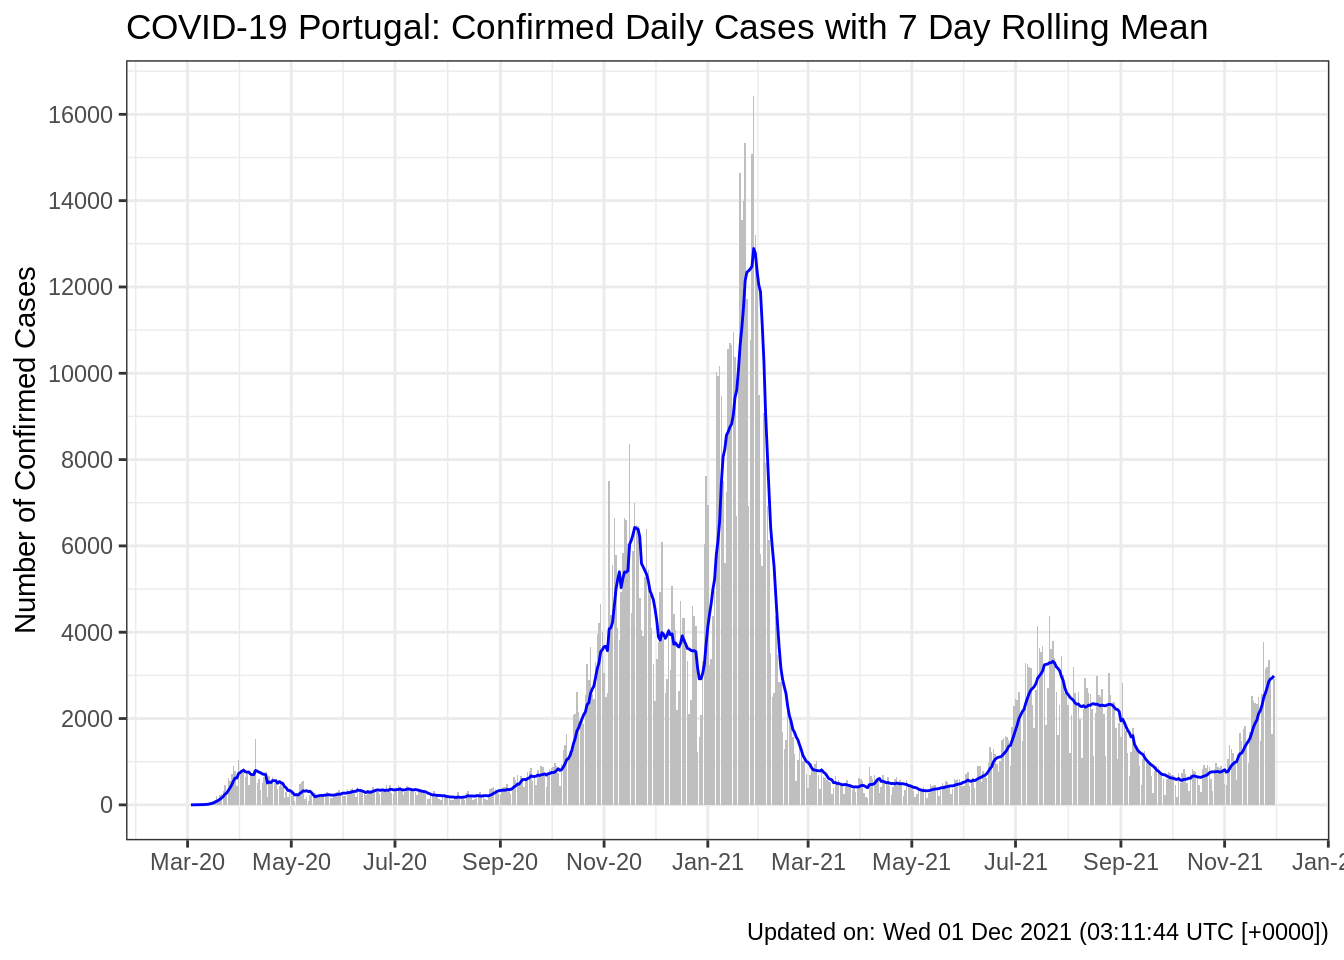 COVID-19 Portugal: Confirmed Daily Cases with 7 Day Rolling Mean
Number of Confirmed Cases
16000
14000
12000
10000
8000
6000
4000
2000
0
Mar-20 May-20 Jul-20 Sep-20 Nov-20 Jan-21 Mar-21 May-21 Jul-21 Sep-21 Nov-21 Jan-2
Updated on: Wed 01 Dec 2021 (03:11:44 UTC [+0000])